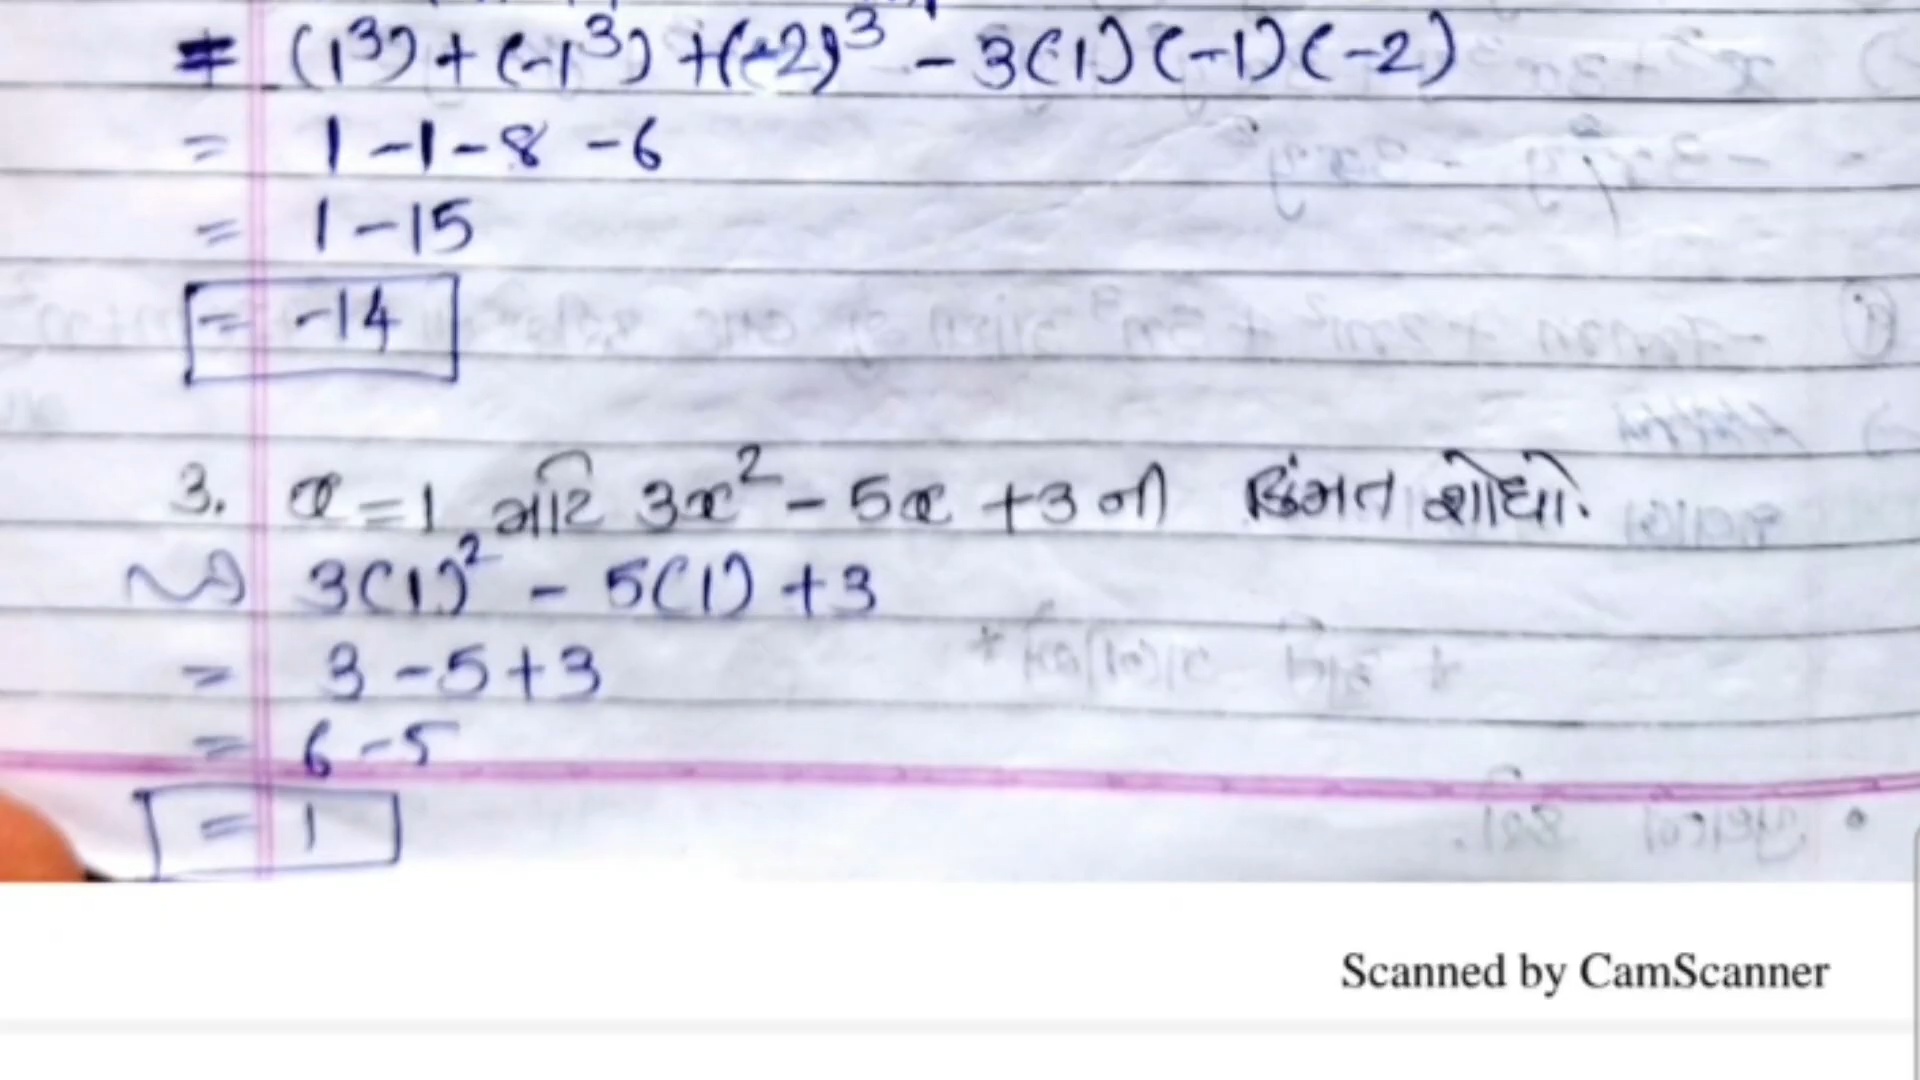 = (1³) + (-1³) + (-2)³ - 3(1)(-1)(-2)
= 1 - 1 - 8 - 6
= 1 - 15
= -14
3. x = 1 માટે 3x² - 5x + 3 ની કિંમત શોધો.
3(1)² - 5(1) + 3
= 3 - 5 + 3
= 6 - 5
= 1
Scanned by CamScanner